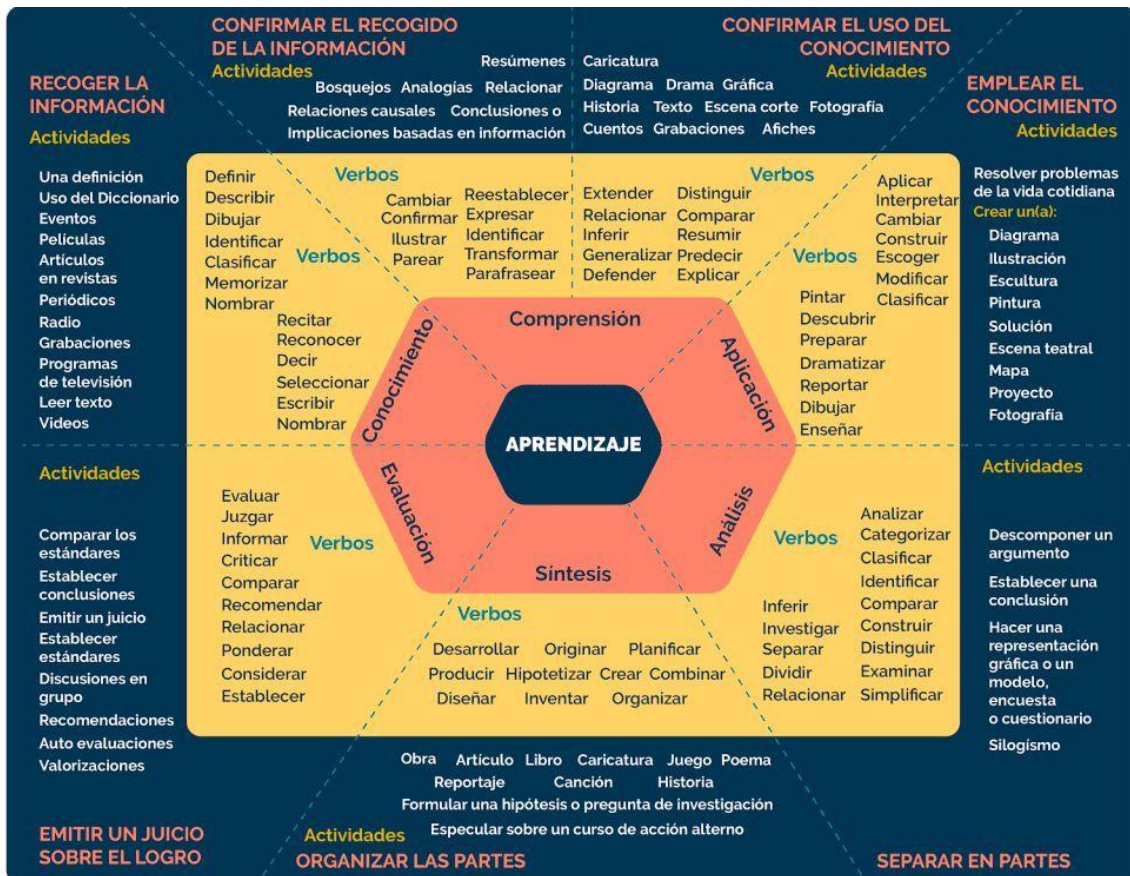 CONFIRMAR EL RECOGIDO
DE LA INFORMACIÓN
Actividades
Resúmenes
Bosquejos Analogías Relacionar
Relaciones causales Conclusiones o
Implicaciones basadas en información
CONFIRMAR EL USO DEL
CONOCIMIENTO
Actividades
Caricatura
Diagrama Drama Gráfica
Historia Texto Escena corte Fotografía
Cuentos Grabaciones Afiches
RECOGER LA
INFORMACIÓN
Actividades
Una definición
Uso del Diccionario
Eventos
Películas
Artículos
en revistas
Periódicos
Radio
Grabaciones
Programas
de televisión
Leer texto
Videos
Definir
Describir
Dibujar
Identificar
Clasificar
Memorizar
Nombrar
Verbos
Recitar
Reconocer
Decir
Seleccionar
Escribir
Nombrar
Verbos
Cambiar
Confirmar
Ilustrar
Parear
Reestablecer
Expresar
Identificar
Transformar
Parafrasear
Extender
Relacionar
Inferir
Generalizar
Defender
Distinguir
Comparar
Resumir
Predecir
Explicar
Verbos
Aplicar
Interpretar
Cambiar
Construir
Escoger
Modificar
Clasificar
Verbos
Pintar
Descubrir
Preparar
Dramatizar
Reportar
Dibujar
Enseñar
EMPLEAR EL
CONOCIMIENTO
Actividades
Resolver problemas
de la vida cotidiana
Crear un(a):
Diagrama
Ilustración
Escultura
Pintura
Solución
Escena teatral
Mapa
Proyecto
Fotografía
Conocimiento
Comprensión
Aplicación
APRENDIZAJE
Evaluación
Síntesis
Análisis
Actividades
Comparar los
estándares
Establecer
conclusiones
Emitir un juicio
Establecer
estándares
Discusiones en
grupo
Recomendaciones
Auto evaluaciones
Valorizaciones
EMITIR UN JUICIO
SOBRE EL LOGRO
Evaluar
Juzgar
Informar
Criticar
Comparar
Recomendar
Relacionar
Ponderar
Considerar
Establecer
Verbos
Verbos
Desarrollar Originar Planificar
Producir Hipotetizar Crear Combinar
Diseñar Inventar Organizar
Obra Artículo Libro Caricatura Juego Poema
Reportaje Canción Historia
Formular una hipótesis o pregunta de investigación
Especular sobre un curso de acción alterno
Actividades
ORGANIZAR LAS PARTES
Verbos
Inferir
Investigar
Separar
Dividir
Relacionar
Analizar
Categorizar
Clasificar
Identificar
Comparar
Construir
Distinguir
Examinar
Simplificar
Actividades
Descomponer un
argumento
Establecer una
conclusión
Hacer una
representación
gráfica o un
modelo,
encuesta
o cuestionario
Silogísmo
SEPARAR EN PARTES